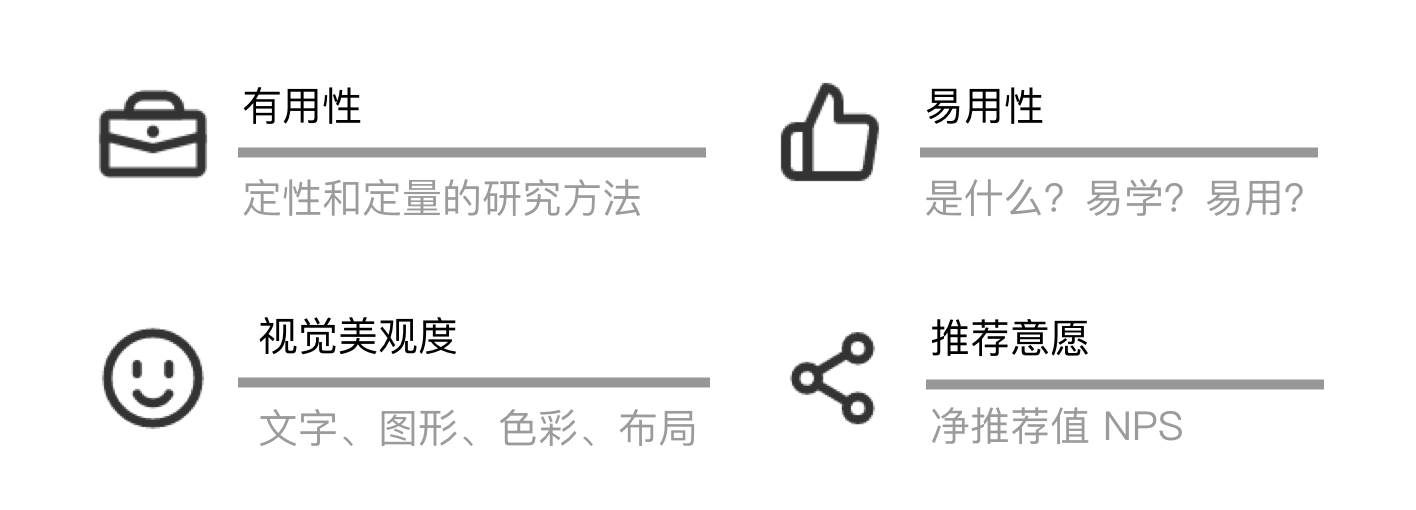 有用性
定性和定量的研究方法
易用性
是什么？易学？易用？
视觉美观度
文字、图形、色彩、布局
推荐意愿
净推荐值 NPS